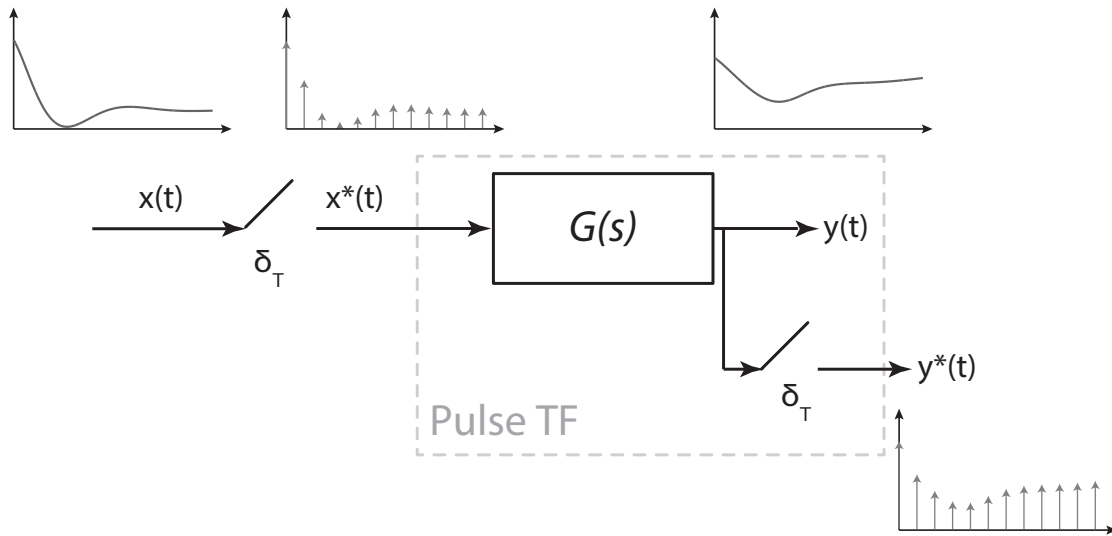 x(t)
δT
x*(t)
G(s)
y(t)
δT
y*(t)
Pulse TF